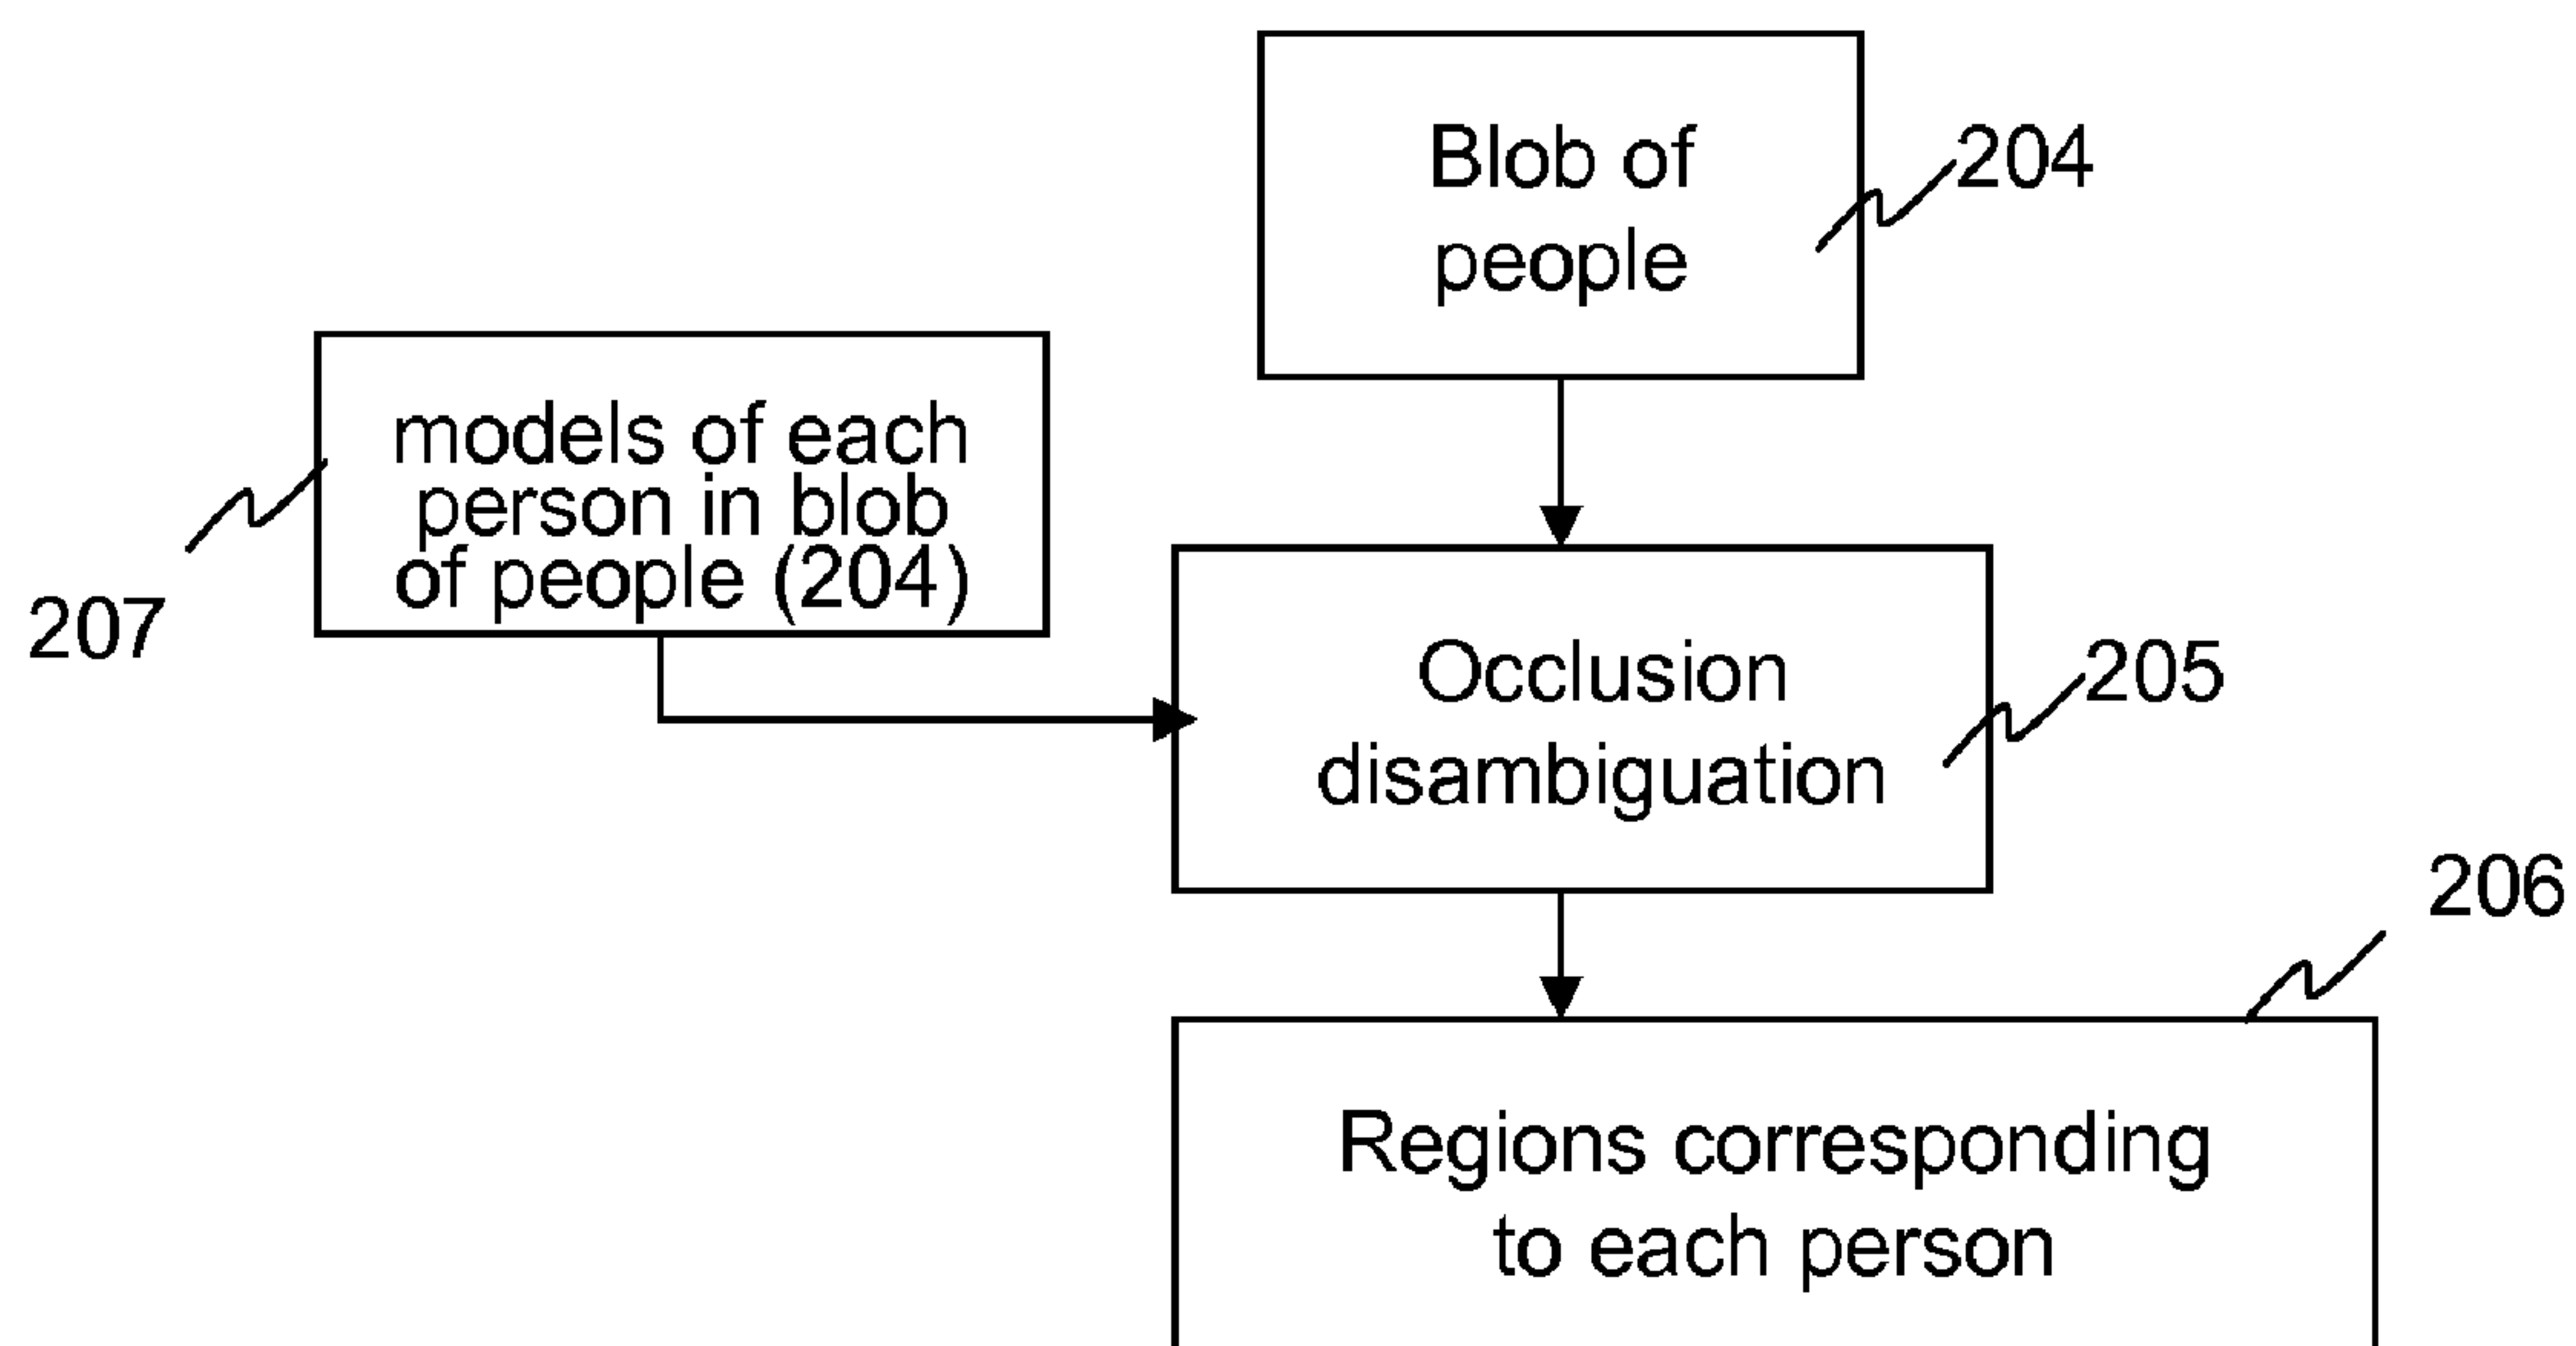 Blob of
people
204
models of each
person in blob
of people (204)
207
Occlusion
disambiguation
205
206
Regions corresponding
to each person